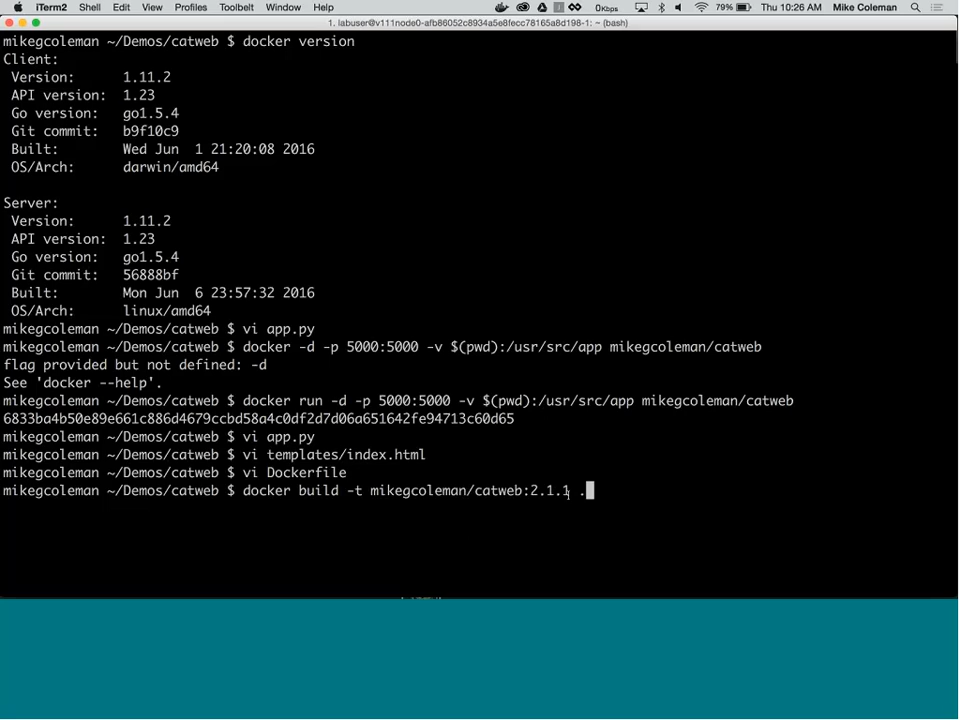 iTerm2 Shell Edit View Profiles Toolbelt Window Help 0Kbps 79% Thu 10:26 AM Mike Coleman
1. labuser@v111node0-afb86052c8934a5e8fecc78165a8d198-1: ~ (bash)
mikegcoleman ~/Demos/catweb $ docker version
Client:
Version: 1.11.2
API version: 1.23
Go version: go1.5.4
Git commit: b9f10c9
Built: Wed Jun 1 21:20:08 2016
OS/Arch: darwin/amd64
Server:
Version: 1.11.2
API version: 1.23
Go version: go1.5.4
Git commit: 56888bf
Built: Mon Jun 6 23:57:32 2016
OS/Arch: linux/amd64
mikegcoleman ~/Demos/catweb $ vi app.py
mikegcoleman ~/Demos/catweb $ docker -d -p 5000:5000 -v $(pwd):/usr/src/app mikegcoleman/catweb
flag provided but not defined: -d
See 'docker --help'.
mikegcoleman ~/Demos/catweb $ docker run -d -p 5000:5000 -v $(pwd):/usr/src/app mikegcoleman/catweb
6833ba4b50e89e661c886d4679ccbd58a4c0df2d7d06a651642fe94713c60d65
mikegcoleman ~/Demos/catweb $ vi app.py
mikegcoleman ~/Demos/catweb $ vi templates/index.html
mikegcoleman ~/Demos/catweb $ vi Dockerfile
mikegcoleman ~/Demos/catweb $ docker build -t mikegcoleman/catweb:2.1.1 .